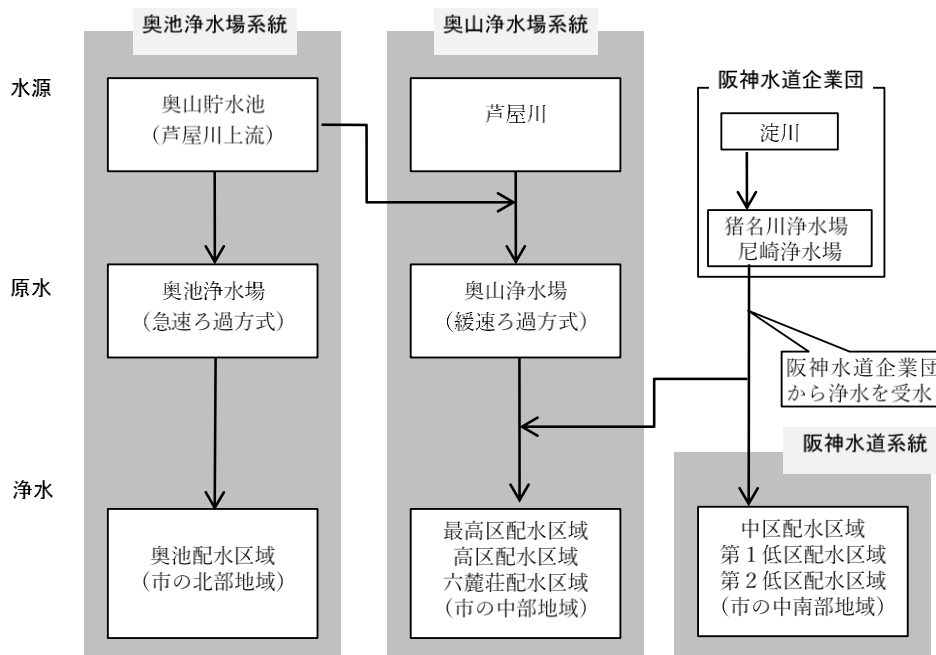 奥池浄水場系統
奥山浄水場系統
水源
奥山貯水池
（芦屋川上流）
芦屋川
阪神水道企業団
淀川
猪名川浄水場
尼崎浄水場
原水
奥池浄水場
（急速ろ過方式）
奥山浄水場
（緩速ろ過方式）
阪神水道企業団
から浄水を受水
阪神水道系統
浄水
奥池配水区域
（市の北部地域）
最高区配水区域
高区配水区域
六麓荘配水区域
（市の中部地域）
中区配水区域
第１低区配水区域
第２低区配水区域
（市の中南部地域）